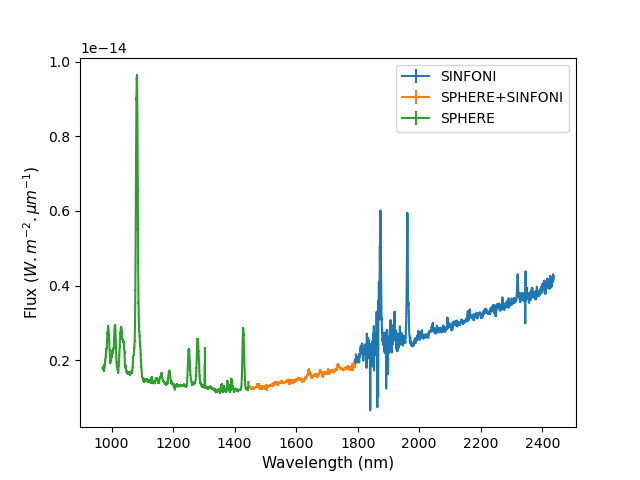 1e−14
1.0
0.8
0.6
0.4
0.2
Flux (W.m⁻².μm⁻¹)
SINFONI
SPHERE+SINFONI
SPHERE
1000 1200 1400 1600 1800 2000 2200 2400
Wavelength (nm)